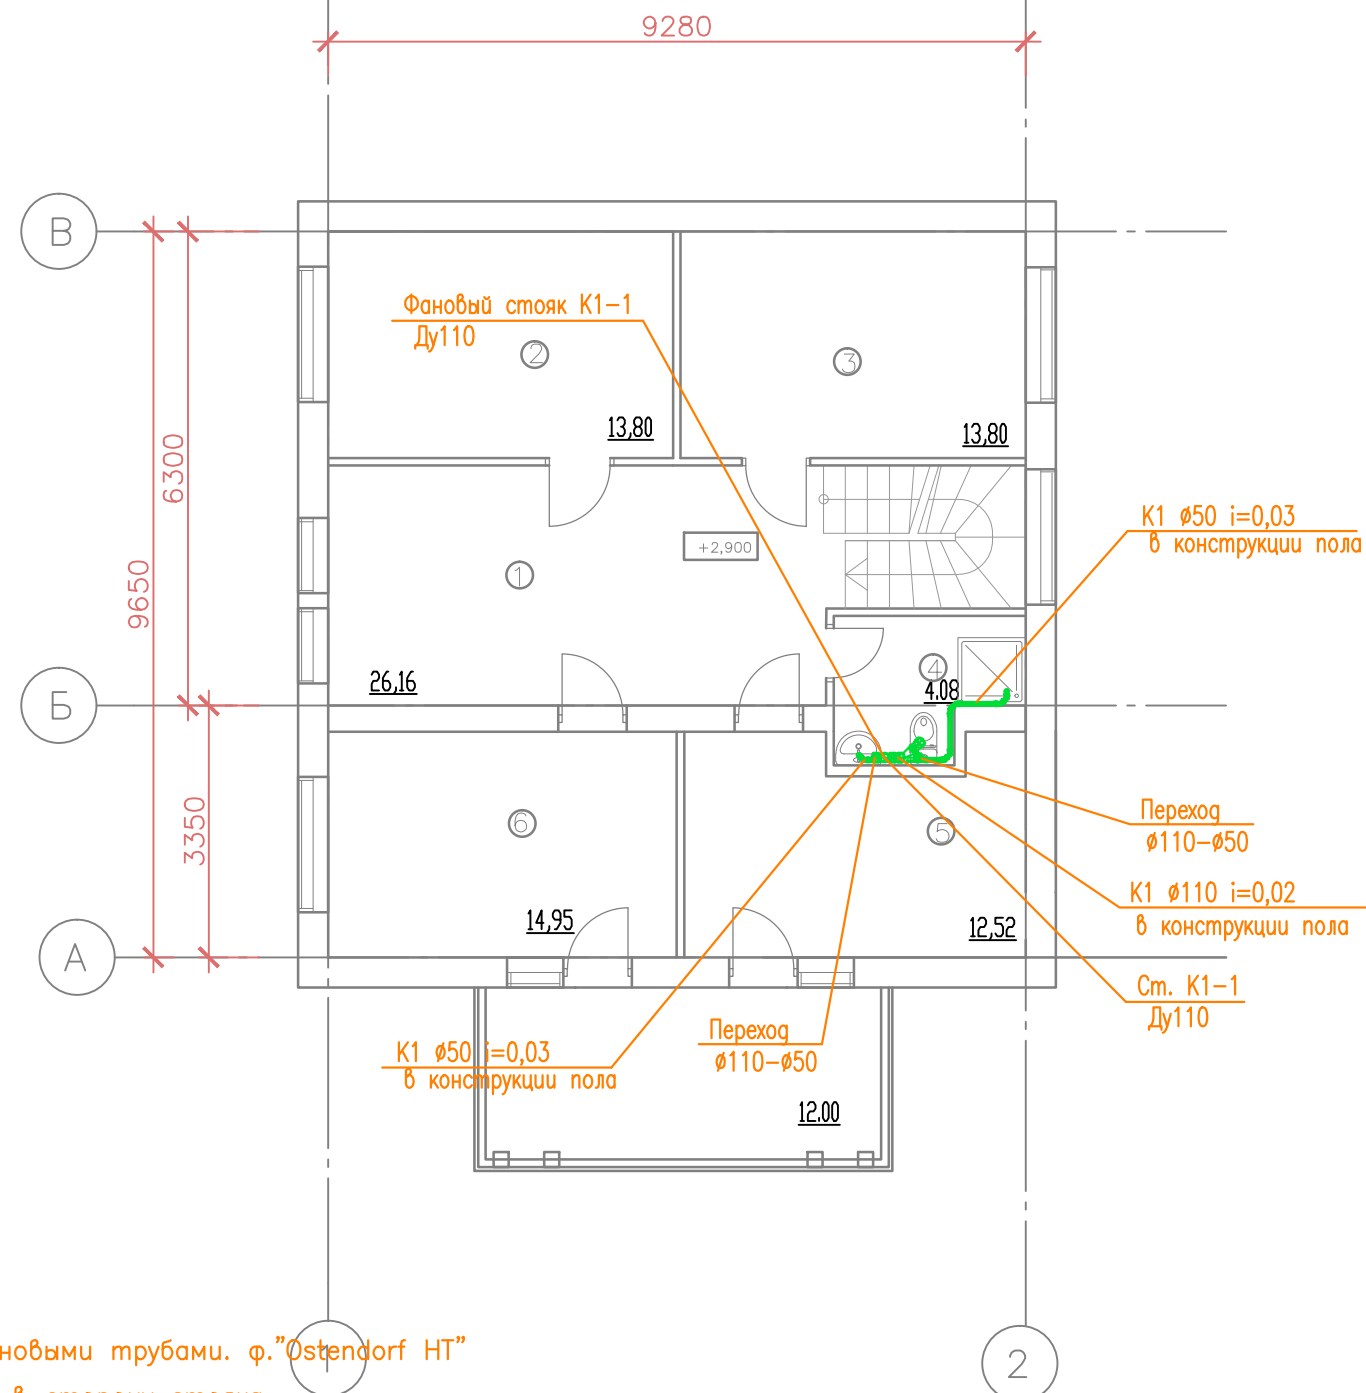 9280
В
Фановый стояк К1-1
Ду110
2
3
13,80
13,80
6300
К1 ø50 i=0,03
в конструкции пола
+2,900
1
9650
4
26,16
4.08
Б
3350
Переход
ø110-ø50
6
5
К1 ø110 i=0,02
в конструкции пола
14,95
12,52
А
Ст. К1-1
Ду110
Переход
ø110-ø50
К1 ø50 i=0,03
в конструкции пола
12.00
новыми трубами. ф."Ostendorf HT"
1
2
в сторону стояка